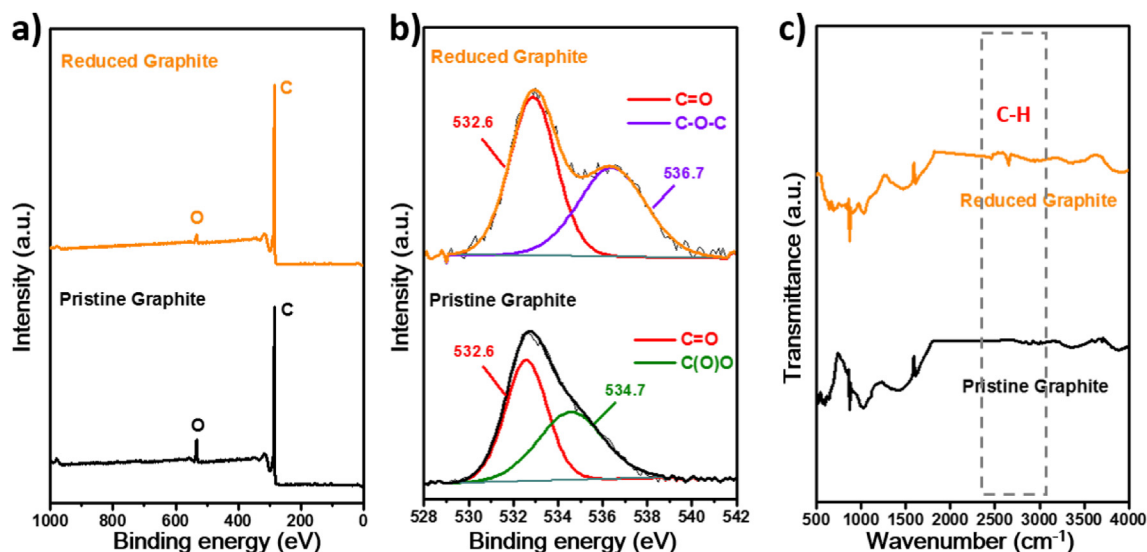 a)
Reduced Graphite
C
O
Pristine Graphite
C
O
1000 800 600 400 200 0
Binding energy (eV)
Intensity (a.u.)
b)
Reduced Graphite
C=O
C-O-C
532.6
536.7
Pristine Graphite
C=O
C(O)O
532.6
534.7
528 530 532 534 536 538 540 542
Binding energy (eV)
Intensity (a.u.)
c)
C-H
Reduced Graphite
Pristine Graphite
500 1000 1500 2000 2500 3000 3500 4000
Wavenumber (cm⁻¹)
Transmittance (a.u.)